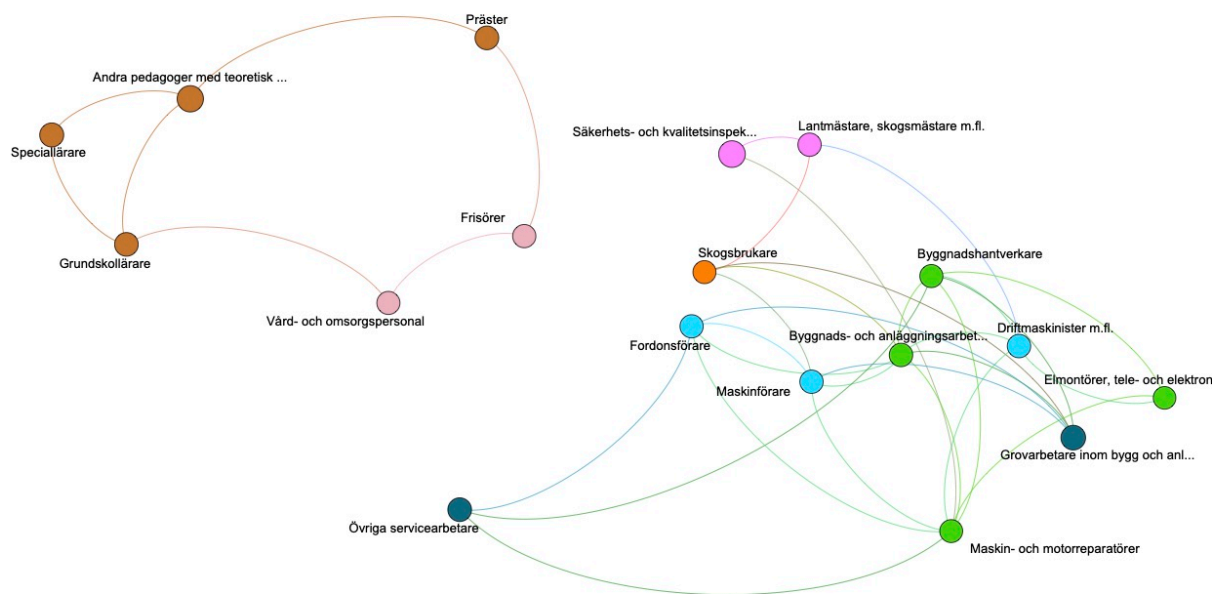 Präster
Andra pedagoger med teoretisk ...
Speciallärare
Grundskollärare
Frisörer
Vård- och omsorgspersonal
Säkerhets- och kvalitetsinspek...
Lantmästare, skogsmästare m.fl.
Skogsbrukare
Byggnadshantverkare
Fordonsförare
Byggnads- och anläggningsarbet...
Driftmaskinister m.fl.
Maskinförare
Elmontörer, tele- och elektron
Grovarbetare inom bygg och anl...
Övriga servicearbetare
Maskin- och motorreparatörer